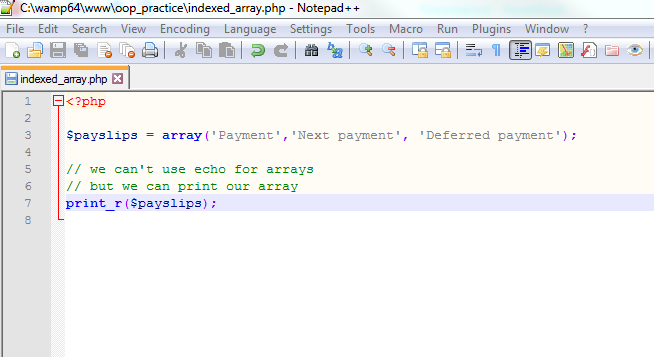 C:\wamp64\www\oop_practice\indexed_array.php - Notepad++
File Edit Search View Encoding Language Settings Tools Macro Run Plugins Window ?
indexed_array.php
1 <?php
2
3 $payslips = array('Payment','Next payment', 'Deferred payment');
4
5 // we can't use echo for arrays
6 // but we can print our array
7 print_r($payslips);
8